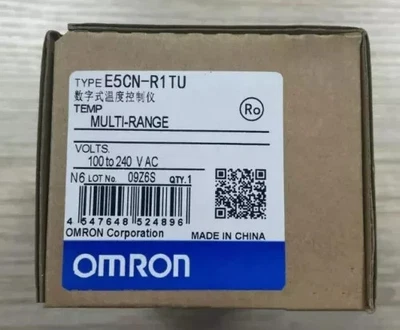 TYPE E5CN-R1TU
数字式温度控制仪
TEMP
MULTI-RANGE
Ro
VOLTS.
100 to 240 V AC
N6 LOT No. 09Z6S QTY.1
4 547648 524896
OMRON Corporation
MADE IN CHINA
OMRON